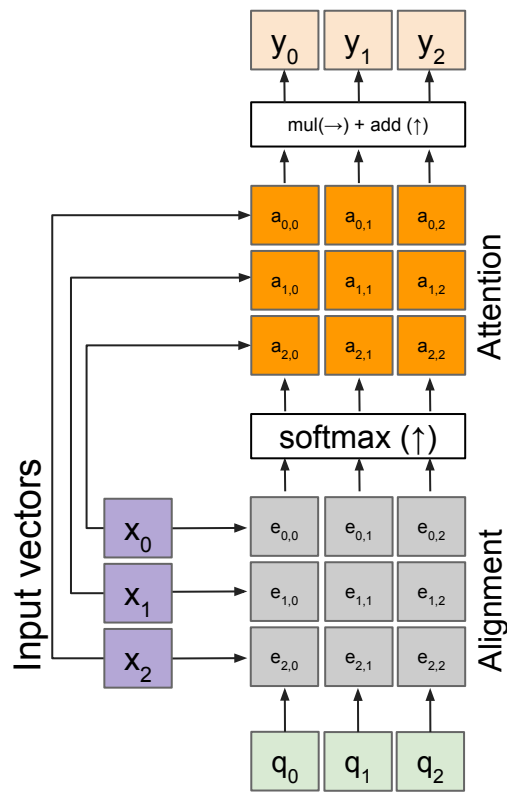 y0 y1 y2
mul(→) + add (↑)
a0,0 a0,1 a0,2
a1,0 a1,1 a1,2
a2,0 a2,1 a2,2
Attention
softmax (↑)
Input vectors
x0 e0,0 e0,1 e0,2
x1 e1,0 e1,1 e1,2
x2 e2,0 e2,1 e2,2
Alignment
q0 q1 q2